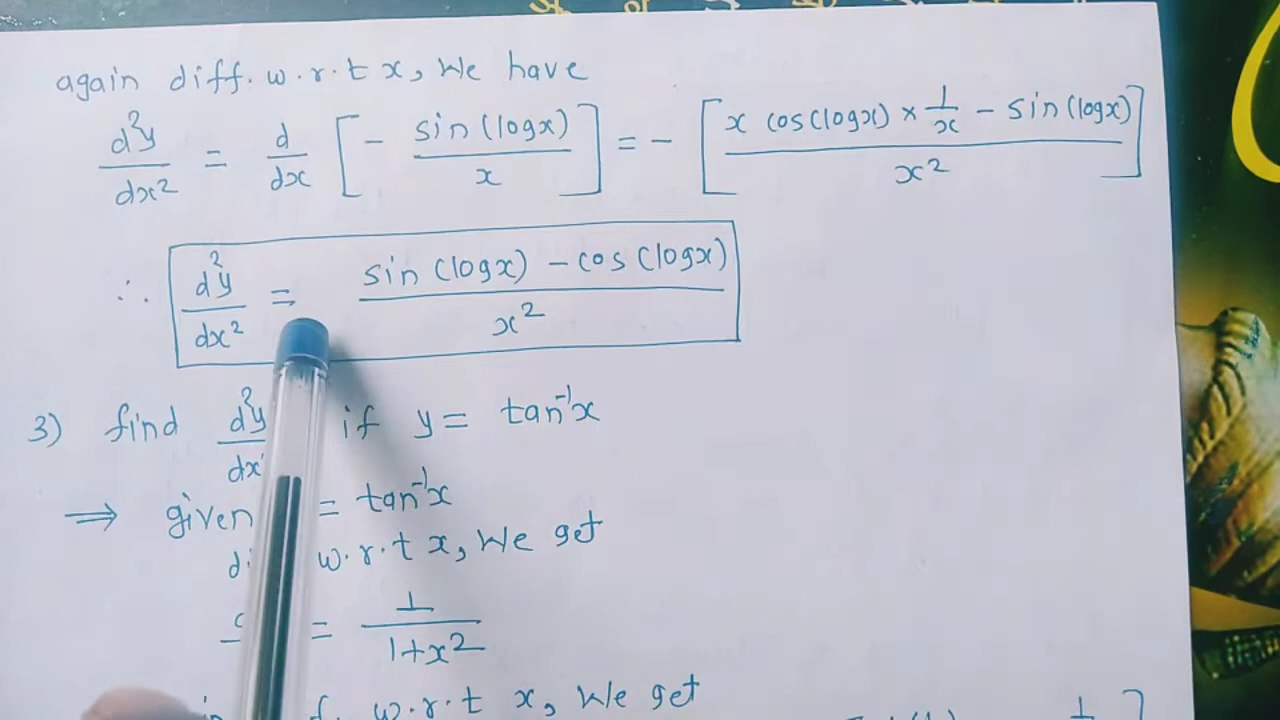 again diff. w.r.t x, we have
d²y/dx² = d/dx [ - sin(logx)/x ] = - [ x cos(logx) × 1/x - sin(logx) / x² ]
∴ d²y/dx² = sin(logx) - cos(logx) / x²
3) find d²y/dx if y = tan⁻¹x
⇒ given = tan⁻¹x
w.r.t x, we get
= 1/1+x²
w.r.t x, we get